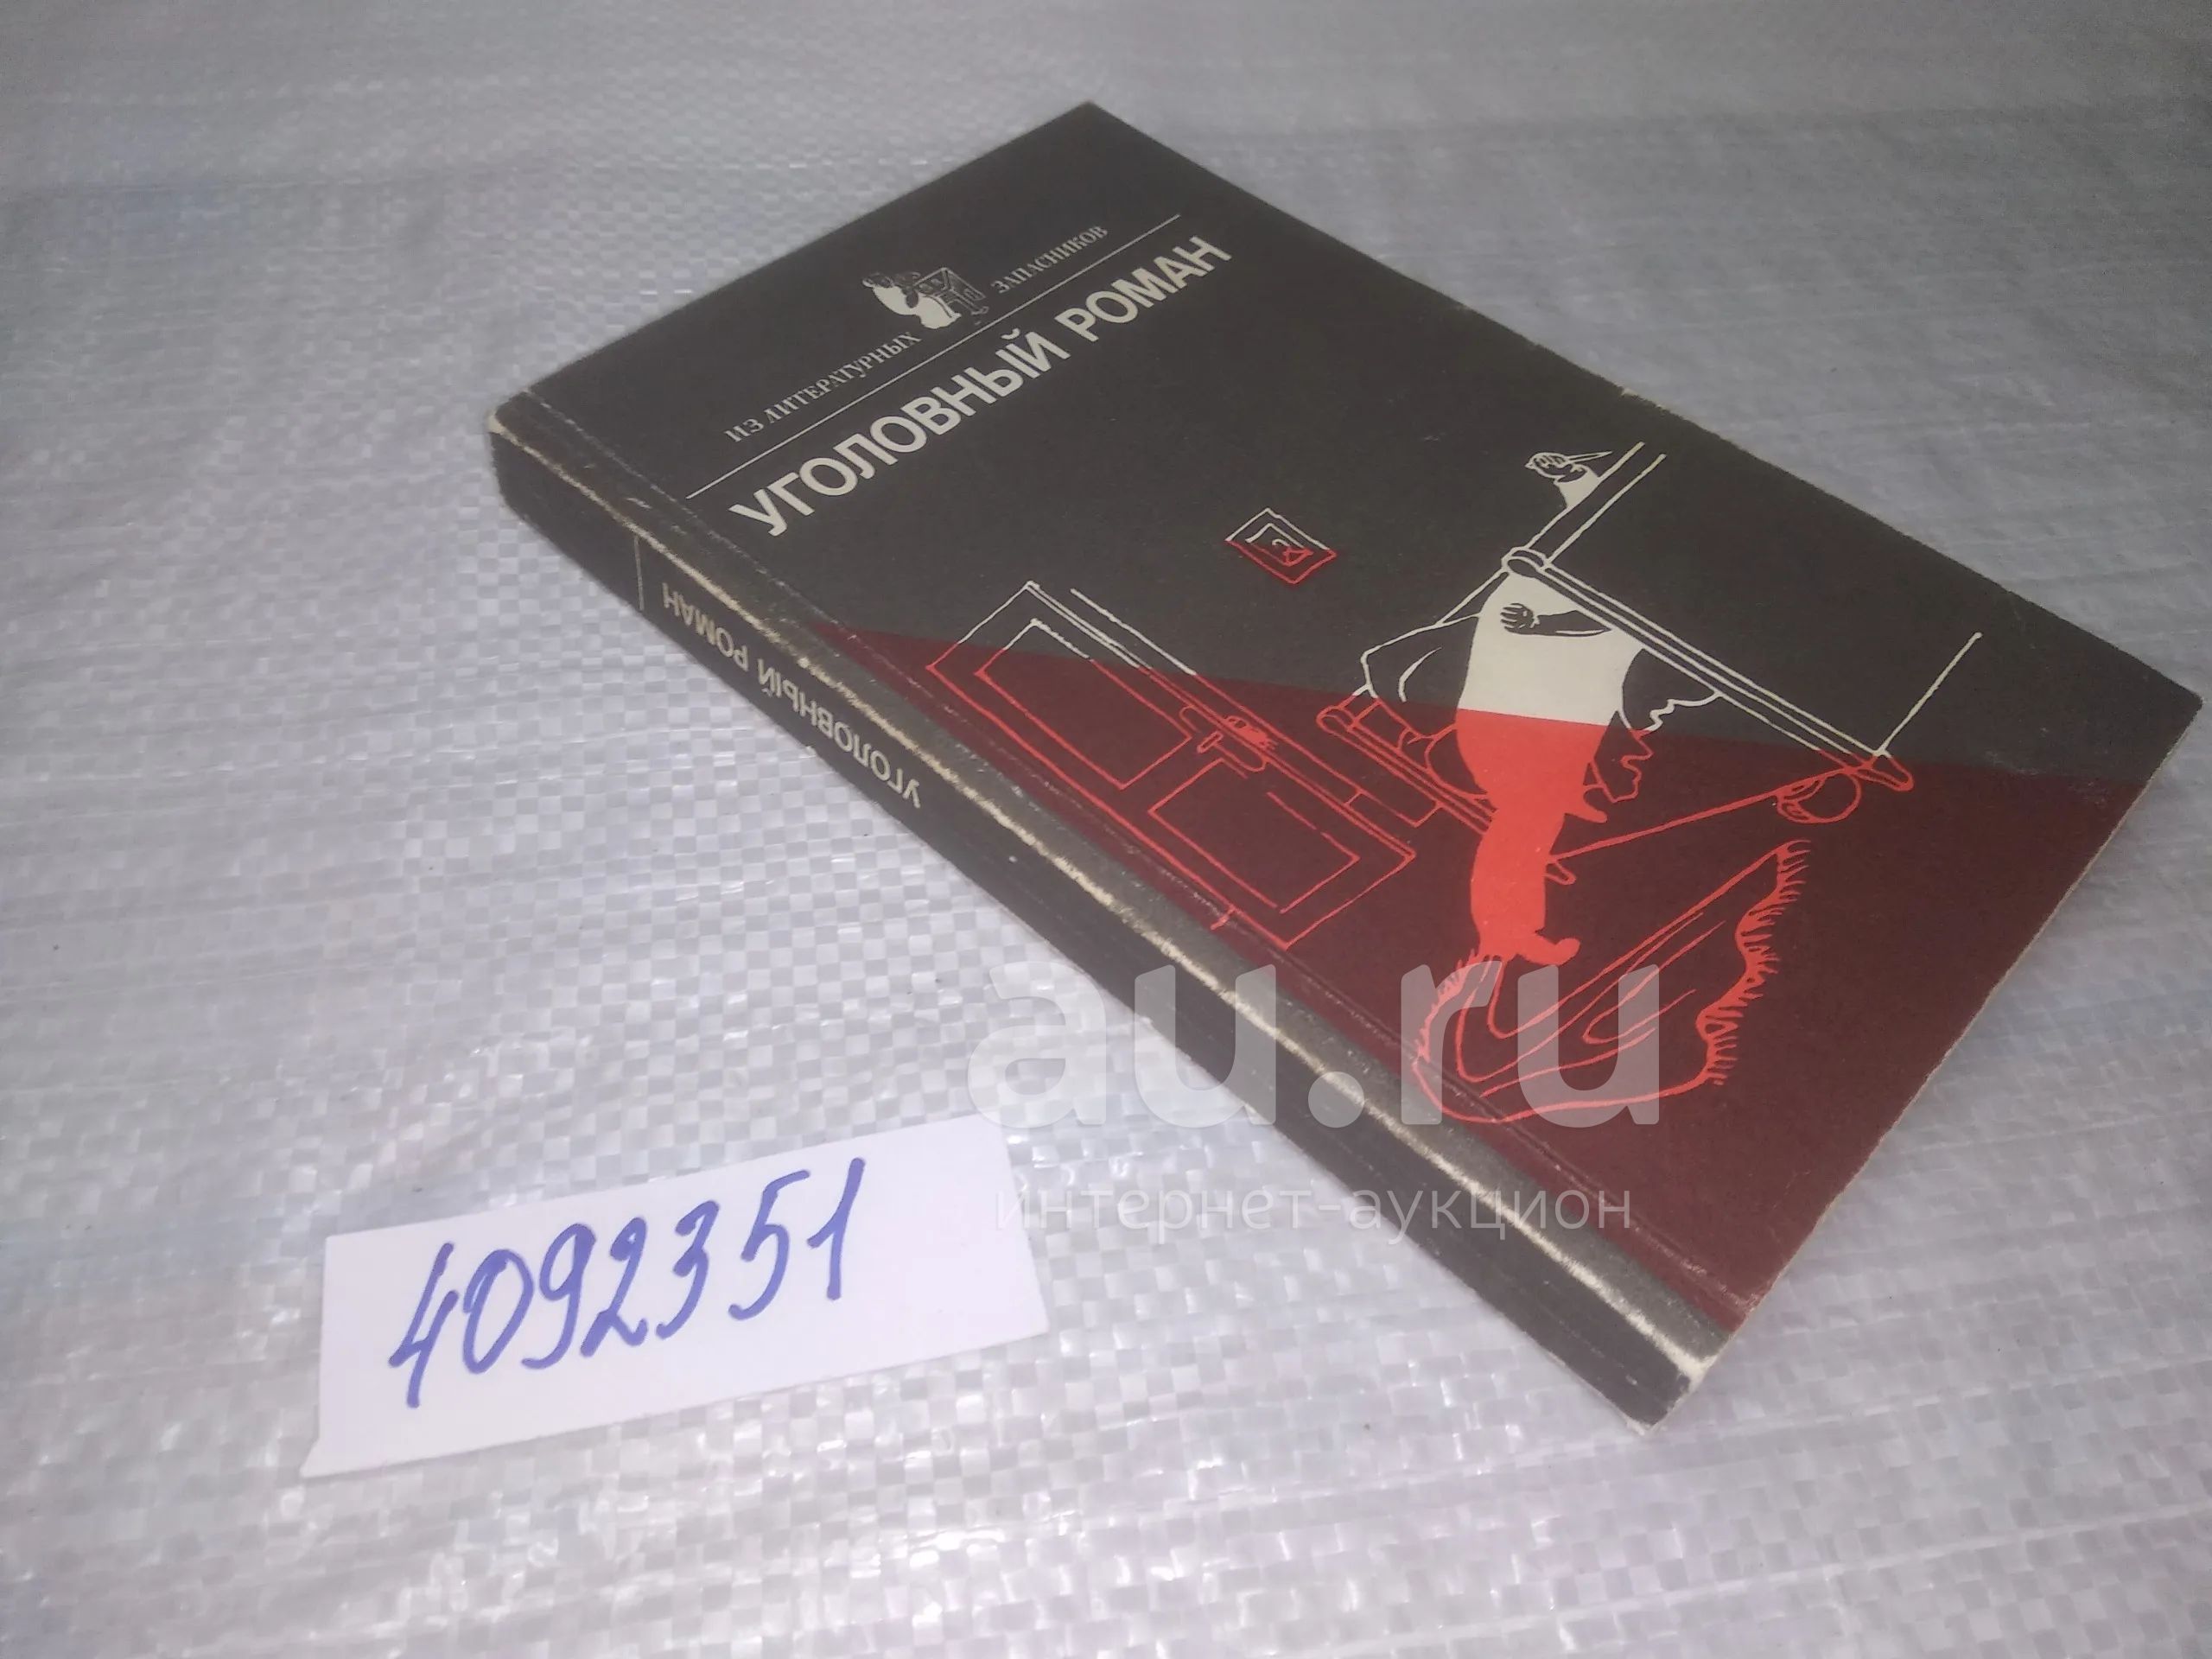 ИЗ ЛИТЕРАТУРНЫХ ЗАПАСНИКОВ
УГОЛОВНЫЙ РОМАН
УГОЛОВНЫЙ РОМАН
au.ru
интернет-аукцион
4092351